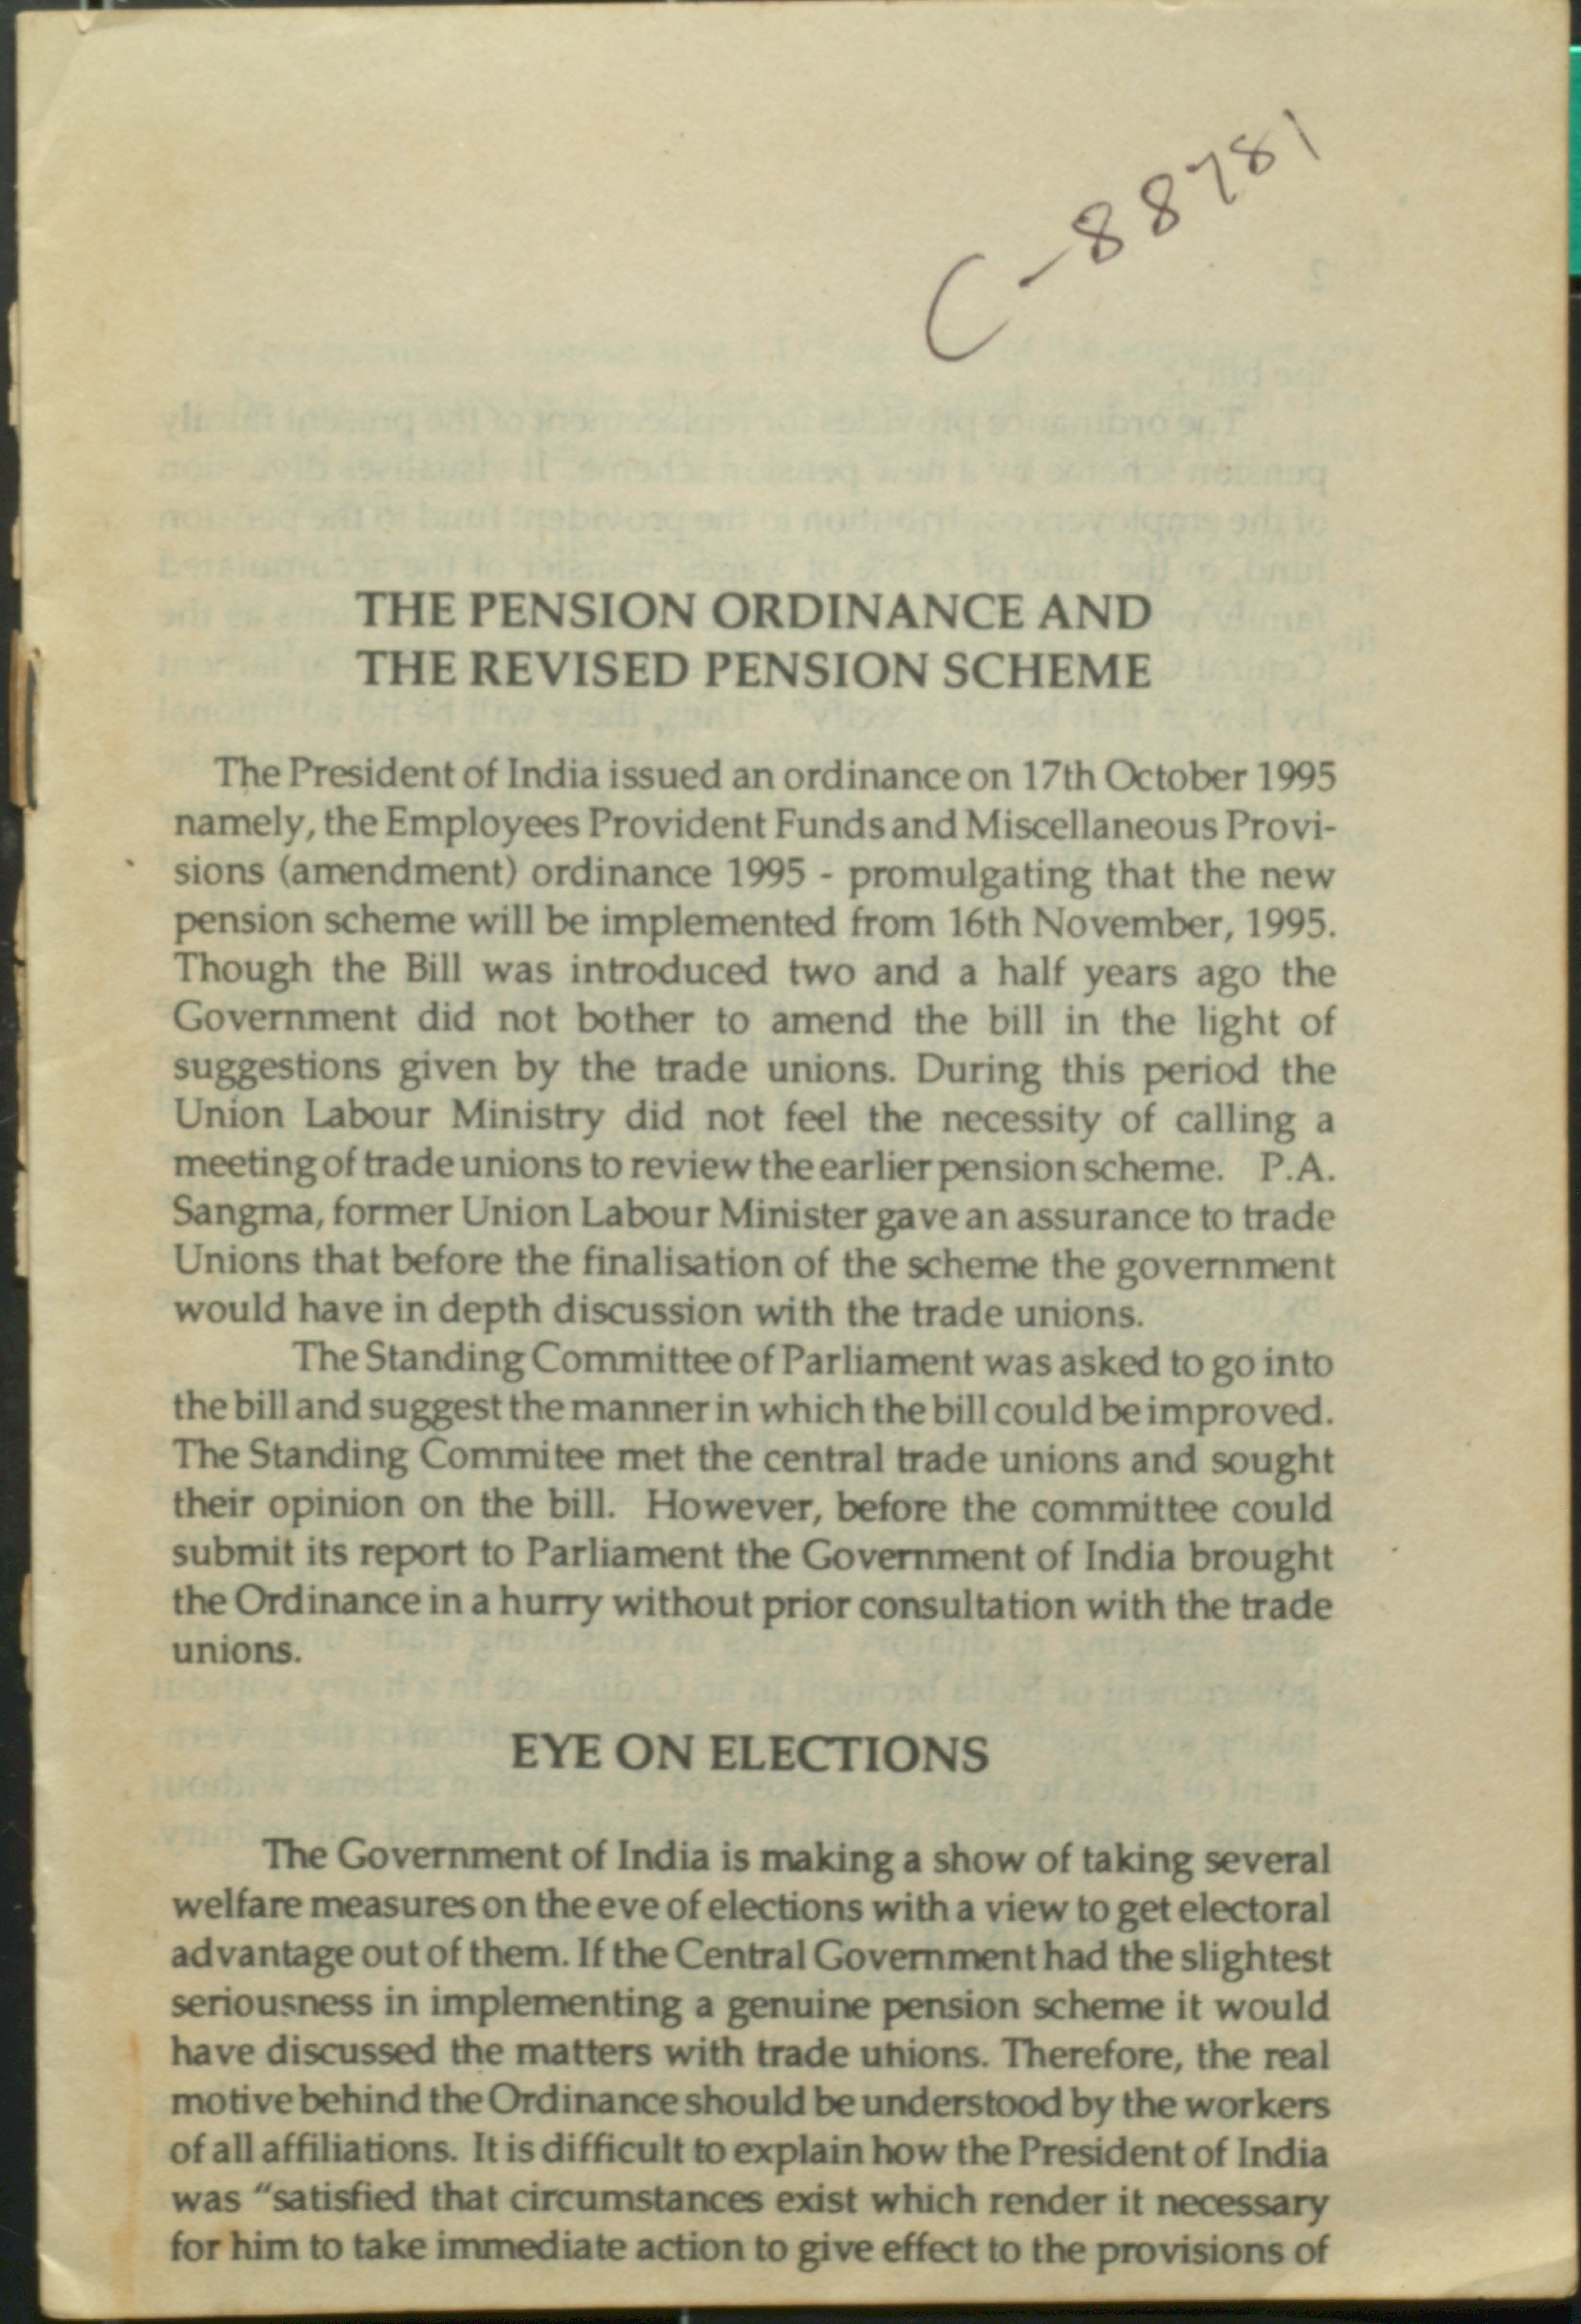 C-88781
THE PENSION ORDINANCE AND
THE REVISED PENSION SCHEME
The President of India issued an ordinance on 17th October 1995
namely, the Employees Provident Funds and Miscellaneous Provi-
sions (amendment) ordinance 1995 - promulgating that the new
pension scheme will be implemented from 16th November, 1995.
Though the Bill was introduced two and a half years ago the
Government did not bother to amend the bill in the light of
suggestions given by the trade unions. During this period the
Union Labour Ministry did not feel the necessity of calling a
meeting of trade unions to review the earlier pension scheme. P.A.
Sangma, former Union Labour Minister gave an assurance to trade
Unions that before the finalisation of the scheme the government
would have in depth discussion with the trade unions.
The Standing Committee of Parliament was asked to go into
the bill and suggest the manner in which the bill could be improved.
The Standing Commitee met the central trade unions and sought
their opinion on the bill. However, before the committee could
submit its report to Parliament the Government of India brought
the Ordinance in a hurry without prior consultation with the trade
unions.
EYE ON ELECTIONS
The Government of India is making a show of taking several
welfare measures on the eve of elections with a view to get electoral
advantage out of them. If the Central Government had the slightest
seriousness in implementing a genuine pension scheme it would
have discussed the matters with trade unions. Therefore, the real
motive behind the Ordinance should be understood by the workers
of all affiliations. It is difficult to explain how the President of India
was "satisfied that circumstances exist which render it necessary
for him to take immediate action to give effect to the provisions of